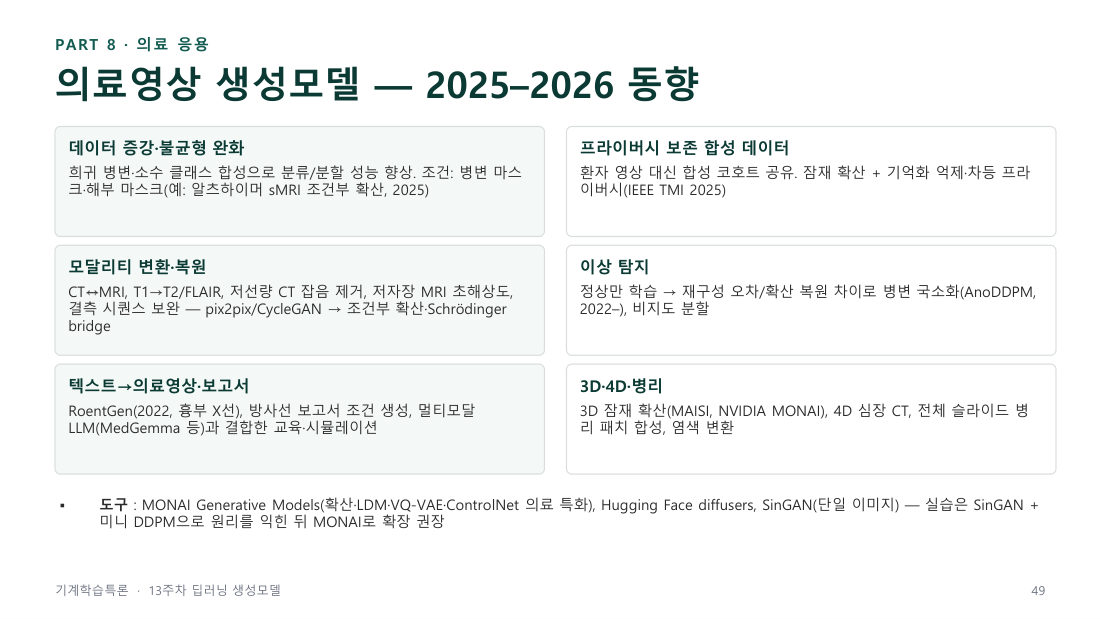 PART 8 · 의료 응용
의료영상 생성모델 — 2025–2026 동향
데이터 증강·불균형 완화
희귀 병변·소수 클래스 합성으로 분류/분할 성능 향상. 조건: 병변 마스
크·해부 마스크(예: 알츠하이머 sMRI 조건부 확산, 2025)
프라이버시 보존 합성 데이터
환자 영상 대신 합성 코호트 공유. 잠재 확산 + 기억화 억제·차등 프라
이버시(IEEE TMI 2025)
모달리티 변환·복원
CT↔MRI, T1→T2/FLAIR, 저선량 CT 잡음 제거, 저자장 MRI 초해상도,
결측 시퀀스 보완 — pix2pix/CycleGAN → 조건부 확산·Schrödinger
bridge
이상 탐지
정상만 학습 → 재구성 오차/확산 복원 차이로 병변 국소화(AnoDDPM,
2022–), 비지도 분할
텍스트→의료영상·보고서
RoentGen(2022, 흉부 X선), 방사선 보고서 조건 생성, 멀티모달
LLM(MedGemma 등)과 결합한 교육·시뮬레이션
3D·4D·병리
3D 잠재 확산(MAISI, NVIDIA MONAI), 4D 심장 CT, 전체 슬라이드 병
리 패치 합성, 염색 변환
▪ 도구 : MONAI Generative Models(확산·LDM·VQ-VAE·ControlNet 의료 특화), Hugging Face diffusers, SinGAN(단일 이미지) — 실습은 SinGAN +
미니 DDPM으로 원리를 익힌 뒤 MONAI로 확장 권장
기계학습특론 · 13주차 딥러닝 생성모델
49